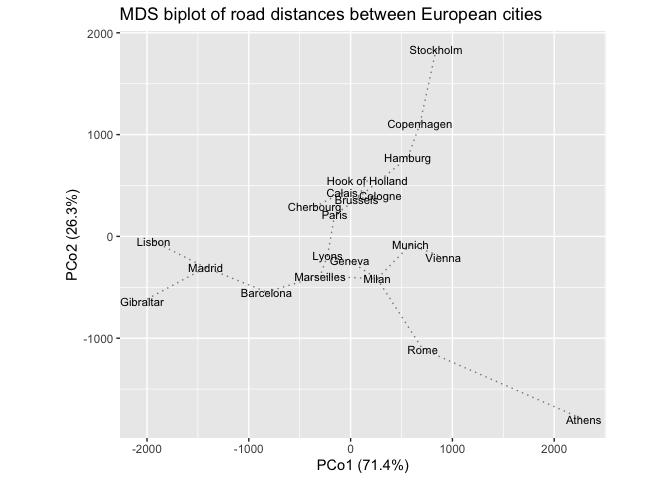 MDS biplot of road distances between European cities
2000
Stockholm
Copenhagen
1000
Hamburg
Hook of Holland
Calais
Cologne
Brussels
Cherbourg
Paris
PCo2 (26.3%)
0
Lisbon
Munich
Lyons
Vienna
Geneva
Madrid
Marseilles
Milan
Barcelona
Gibraltar
-1000
Rome
Athens
-2000
-1000
0
1000
2000
PCo1 (71.4%)